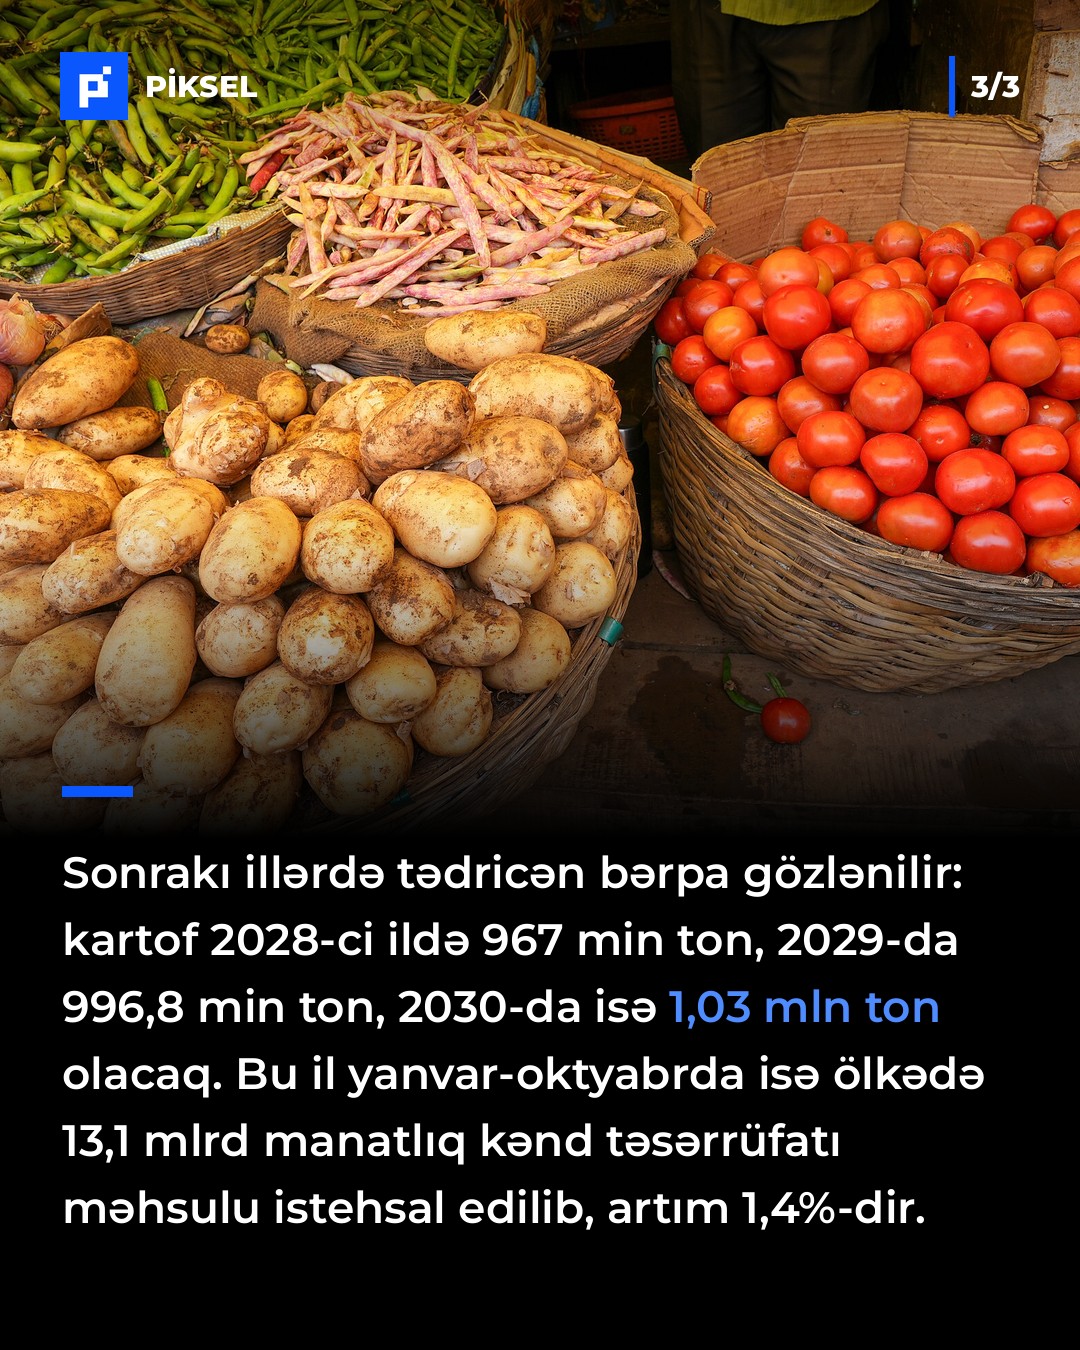 PİKSEL
3/3
Sonrakı illərdə tədricən bərpa gözlənilir:
kartof 2028-ci ildə 967 min ton, 2029-da
996,8 min ton, 2030-da isə 1,03 mln ton
olacaq. Bu il yanvar-oktyabrda isə ölkədə
13,1 mlrd manatlıq kənd təsərrüfatı
məhsulu istehsal edilib, artım 1,4%-dir.